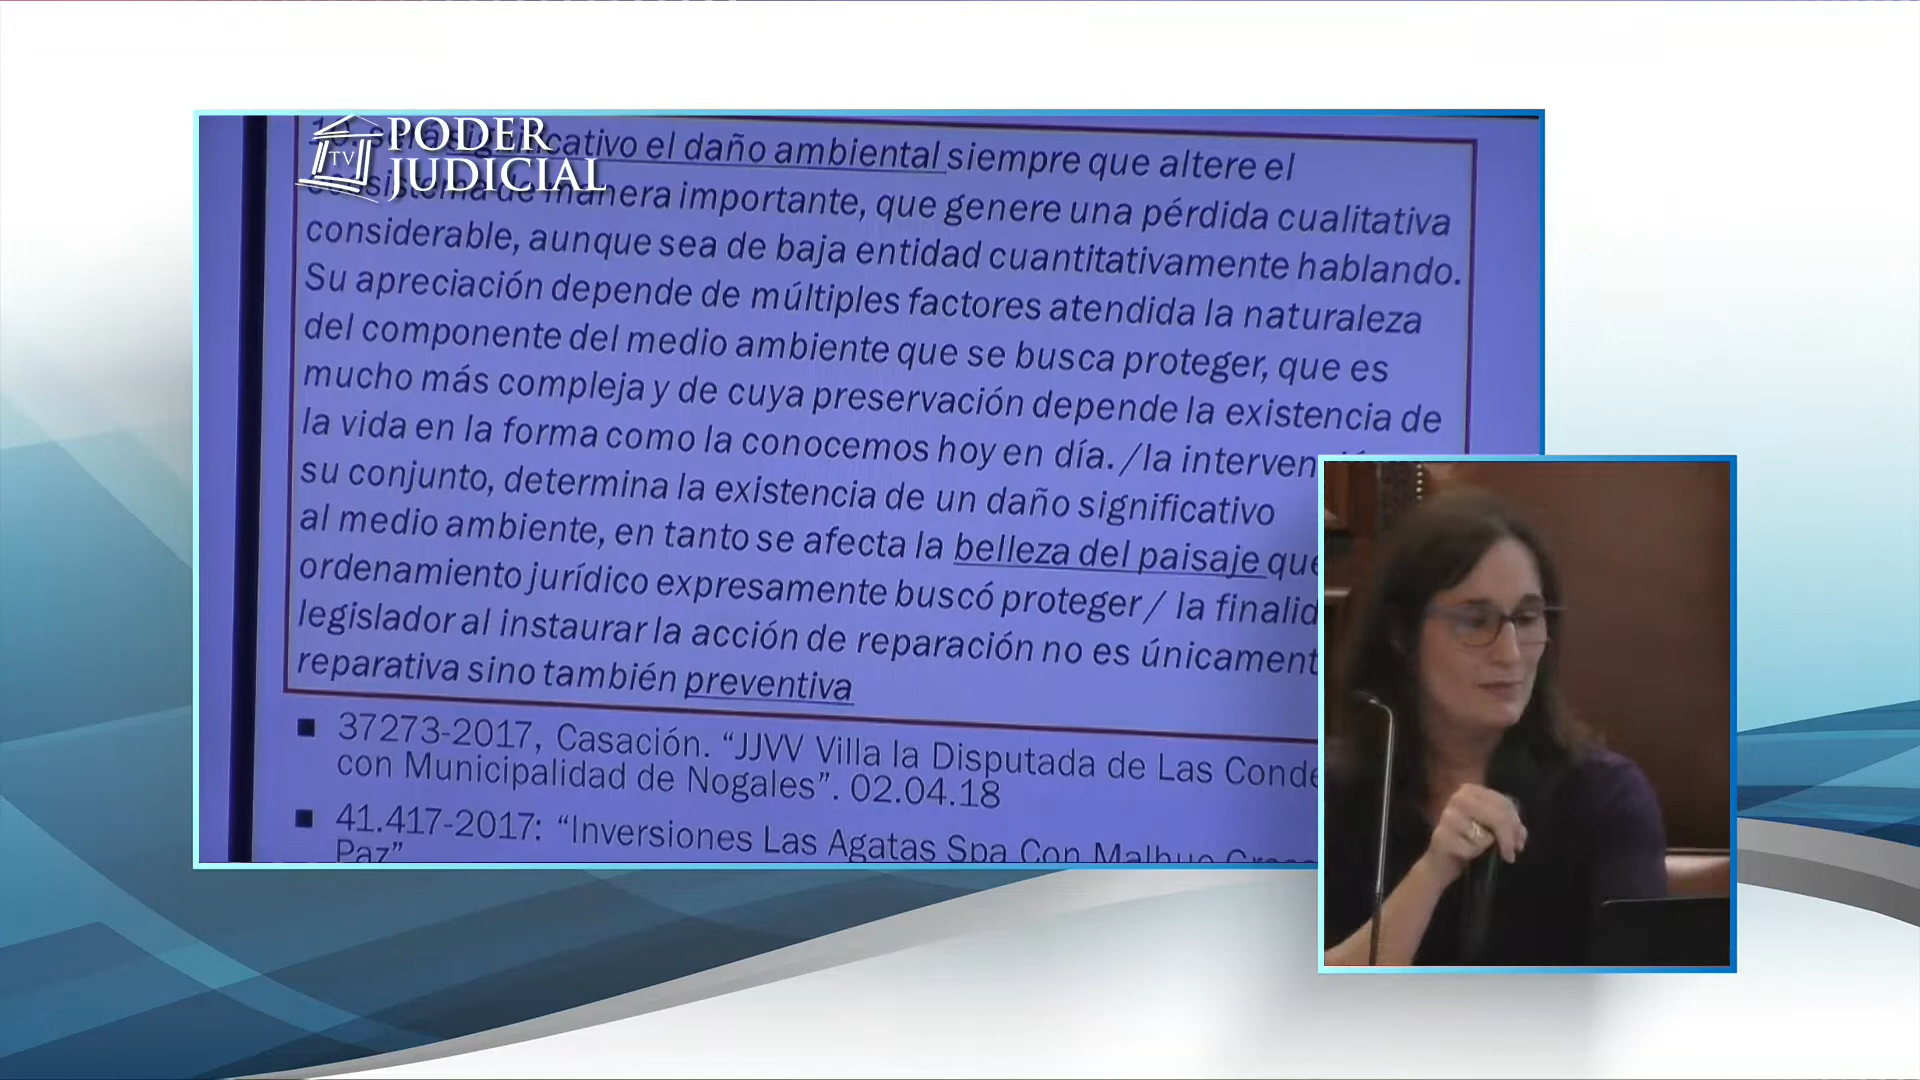 PODER
JUDICIAL
TV
significativo el daño ambiental siempre que altere el
ecosistema de manera importante, que genere una pérdida cualitativa
considerable, aunque sea de baja entidad cuantitativamente hablando.
Su apreciación depende de múltiples factores atendida la naturaleza
del componente del medio ambiente que se busca proteger, que es
mucho más compleja y de cuya preservación depende la existencia de
la vida en la forma como la conocemos hoy en día. /la
su conjunto, determina la existencia de un daño significativo
al medio ambiente, en tanto se afecta la belleza del paisaje que
ordenamiento jurídico expresamente buscó proteger/ la
legislador al instaurar la acción de reparación no es únicament
reparativa sino también preventiva
■ 37273-2017, Casación. “JJVV Villa la Disputada de Las Conde
con Municipalidad de Nogales”. 02.04.18
■ 41.417-2017: “Inversiones Las Agatas Spa Con Malhue
Paz”